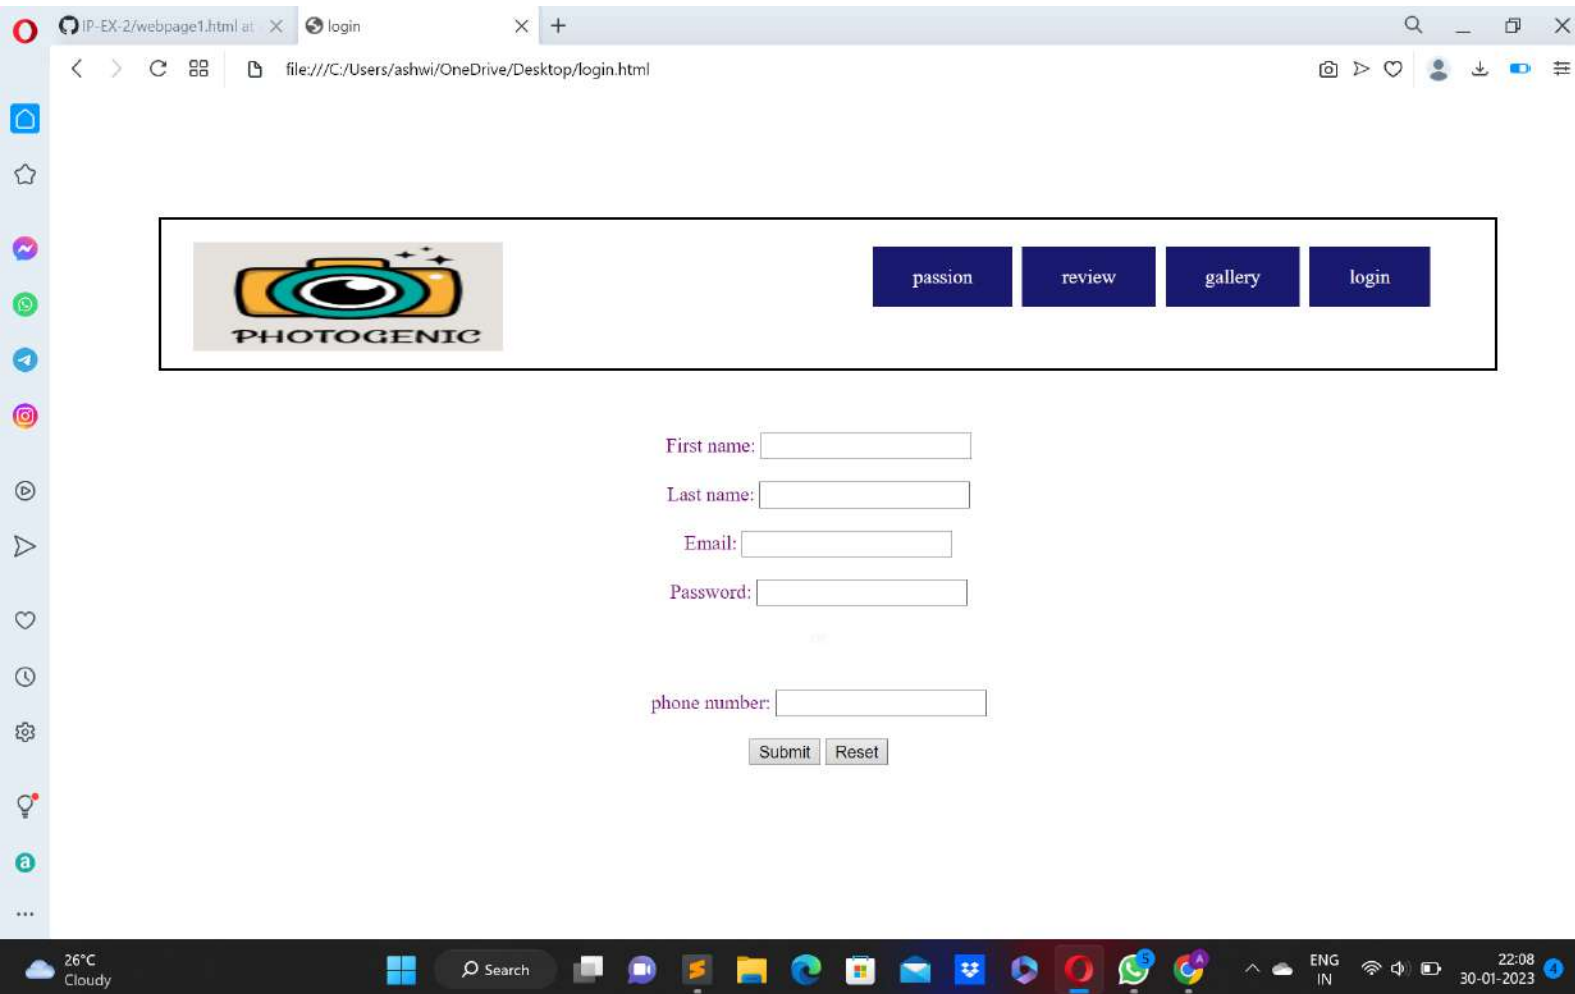 IP-EX-2/webpage1.html at
login
file:///C:/Users/ashwi/OneDrive/Desktop/login.html
PHOTOGENIC
passion
review
gallery
login
First name:
Last name:
Email:
Password:
phone number:
Submit Reset
26°C
Cloudy
Search
5
A
ENG
IN
22:08
30-01-2023
4